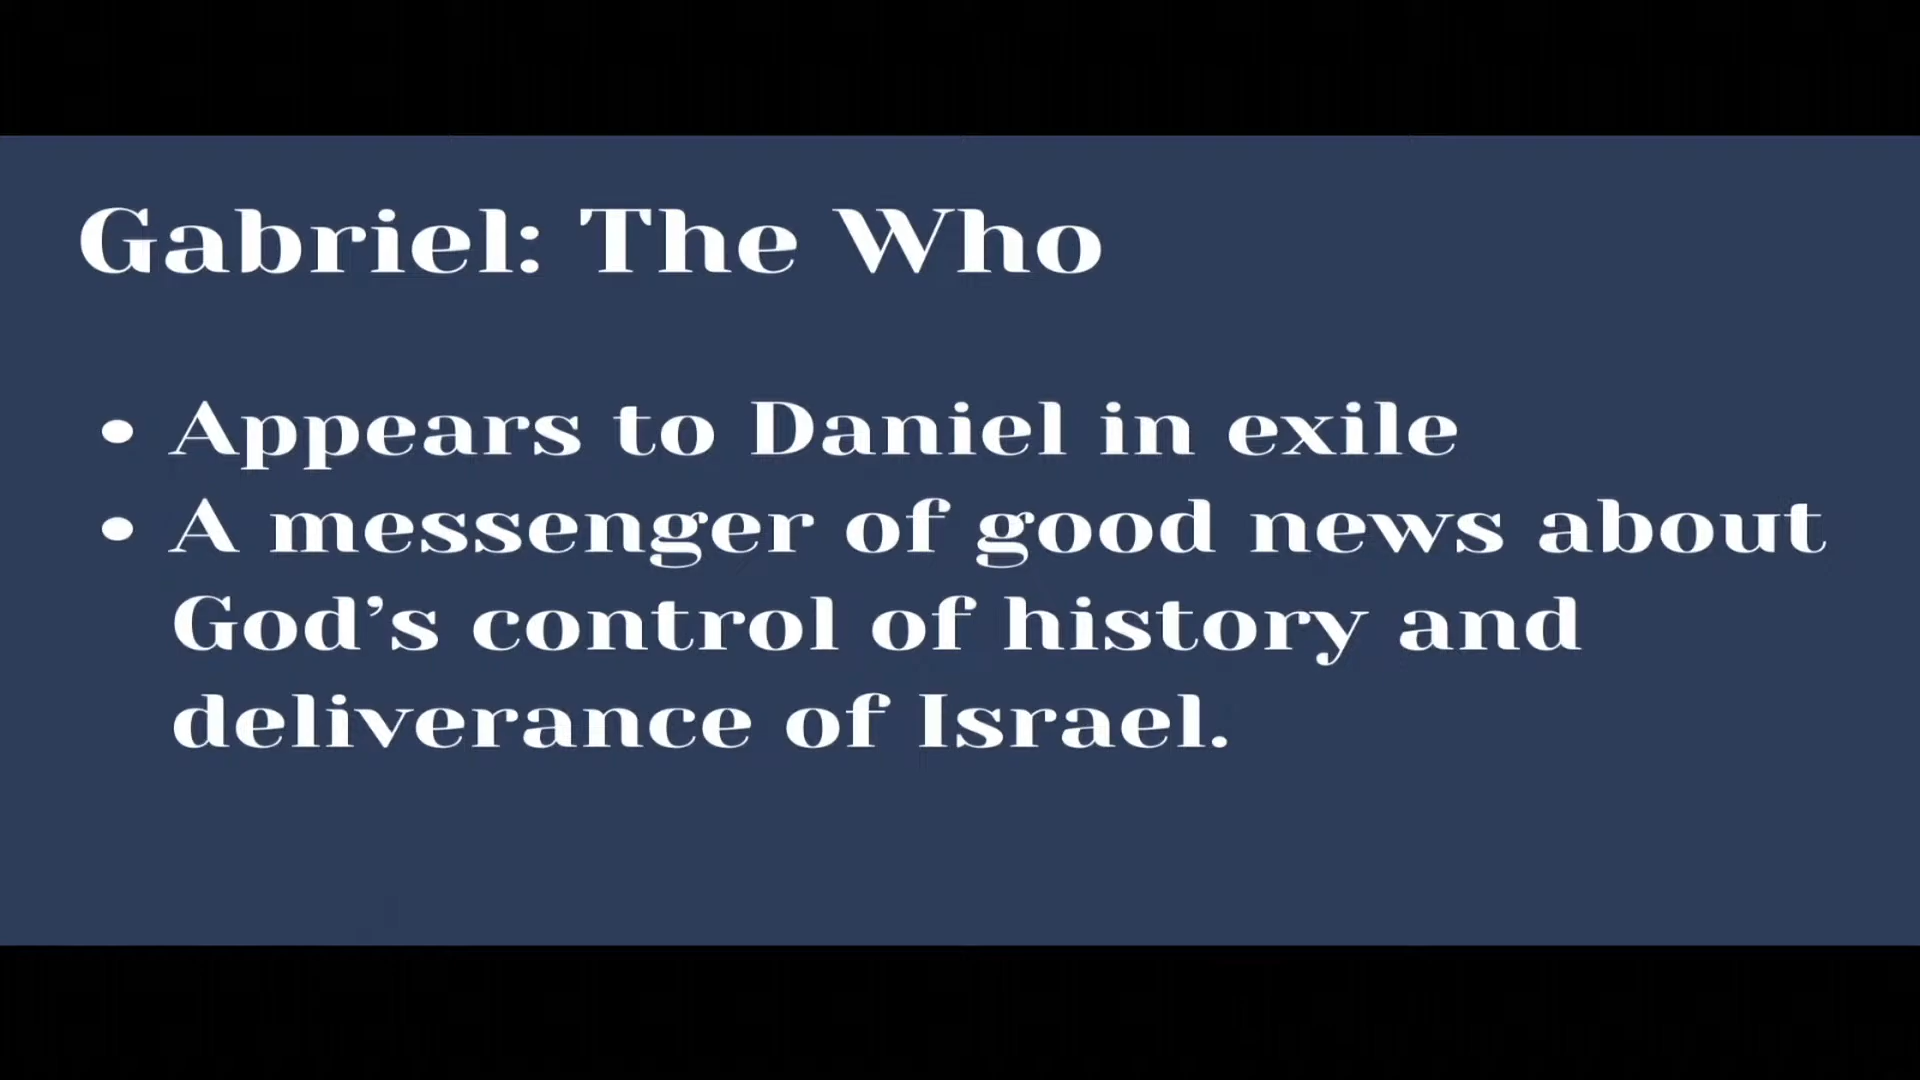 Gabriel: The Who
• Appears to Daniel in exile
• A messenger of good news about
God’s control of history and
deliverance of Israel.